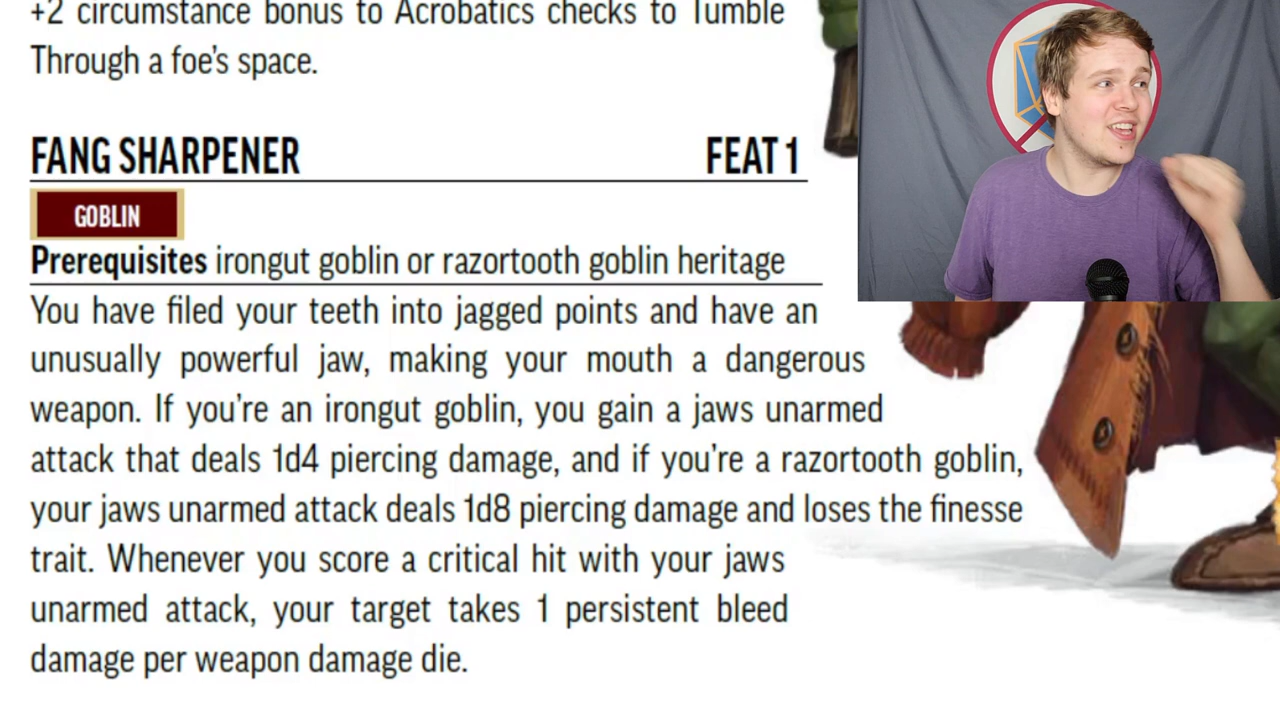 +2 circumstance bonus to Acrobatics checks to Tumble
Through a foe's space.
FANG SHARPENER FEAT 1
GOBLIN
Prerequisites irongut goblin or razortooth goblin heritage
You have filed your teeth into jagged points and have an
unusually powerful jaw, making your mouth a dangerous
weapon. If you're an irongut goblin, you gain a jaws unarmed
attack that deals 1d4 piercing damage, and if you're a razortooth goblin,
your jaws unarmed attack deals 1d8 piercing damage and loses the finesse
trait. Whenever you score a critical hit with your jaws
unarmed attack, your target takes 1 persistent bleed
damage per weapon damage die.